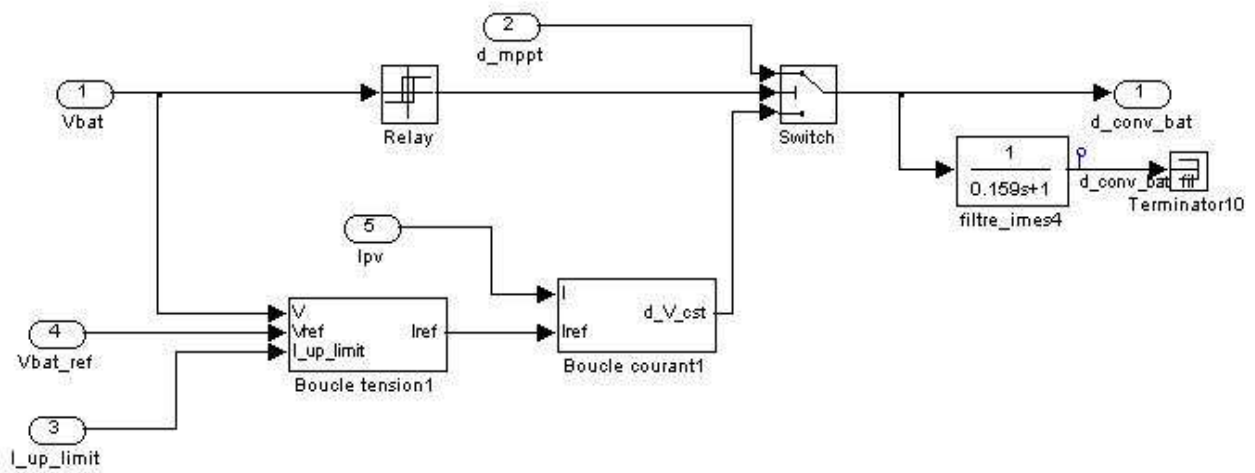 2
d_mppt
1
Vbat
Relay
Switch
1
d_conv_bat
1
0.159s+1
filtre_imes4
d_conv_bat_fil
Terminator10
5
Ipv
I
Iref
d_V_cst
Boucle courant1
V
Vref
I_up_limit
Iref
Boucle tension1
4
Vbat_ref
3
I_up_limit